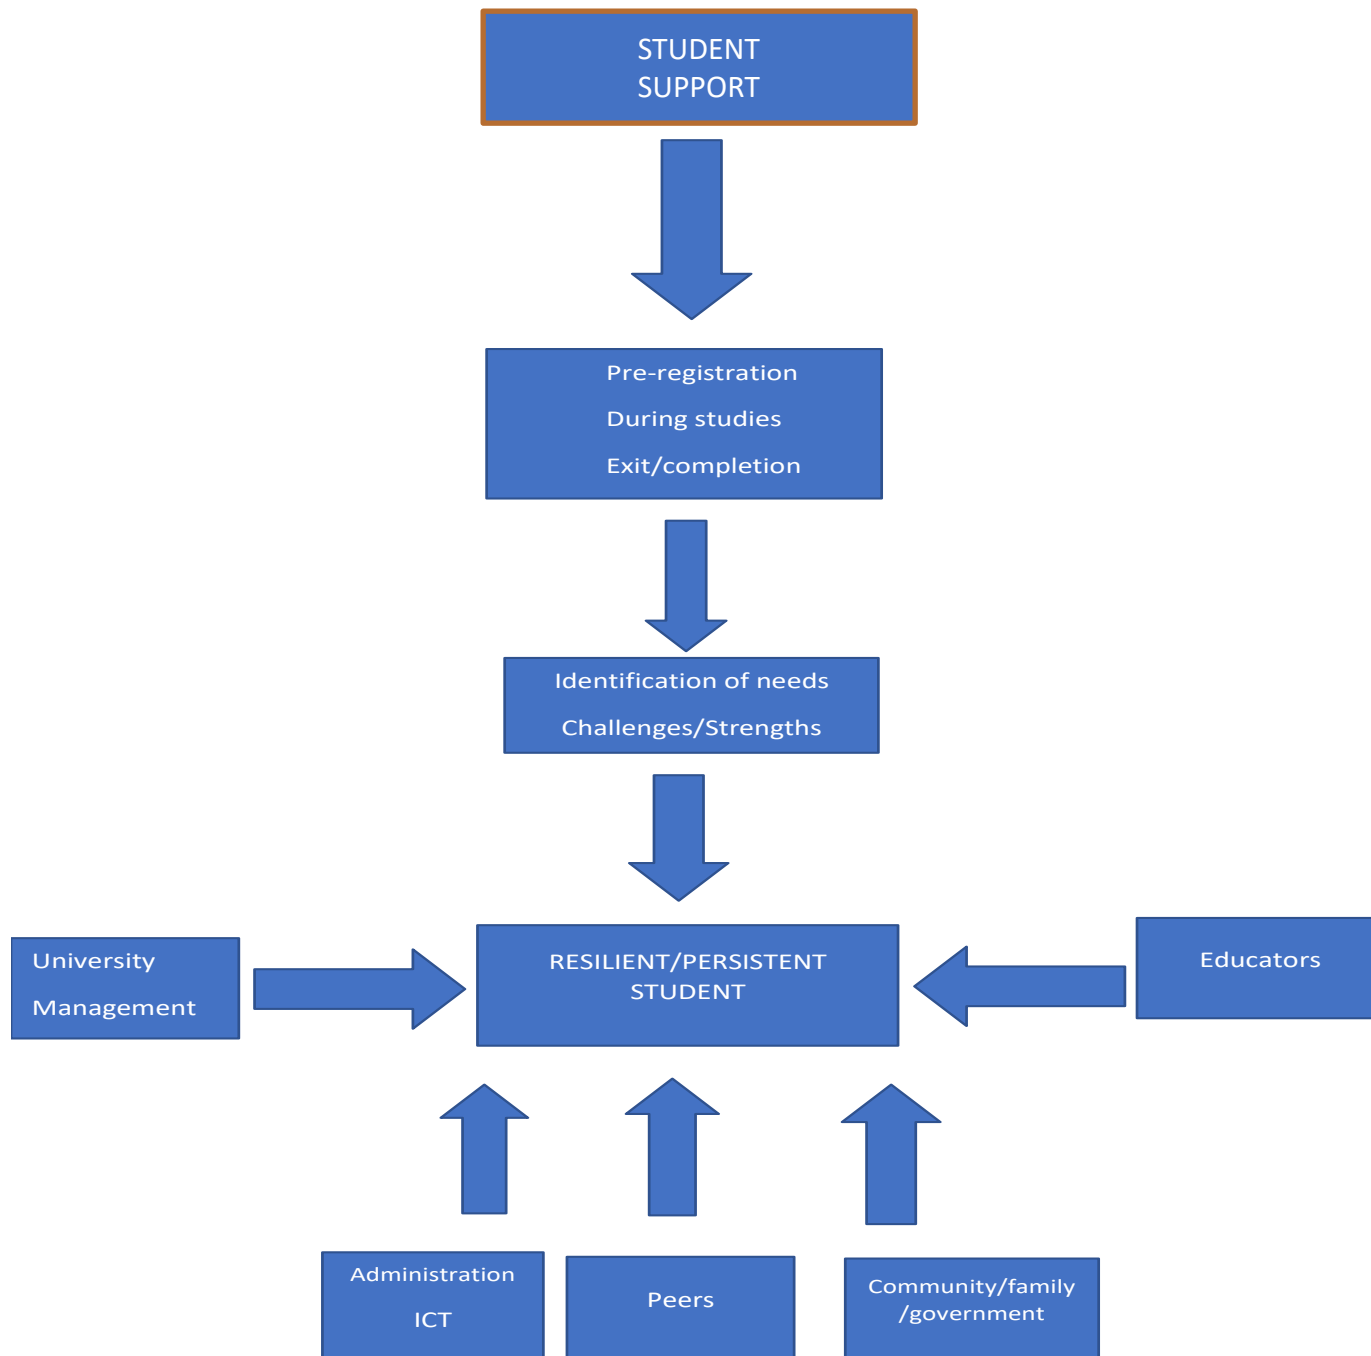 STUDENT
SUPPORT
Pre-registration
During studies
Exit/completion
Identification of needs
Challenges/Strengths
University
Management
RESILIENT/PERSISTENT
STUDENT
Educators
Administration
ICT
Peers
Community/family
/government